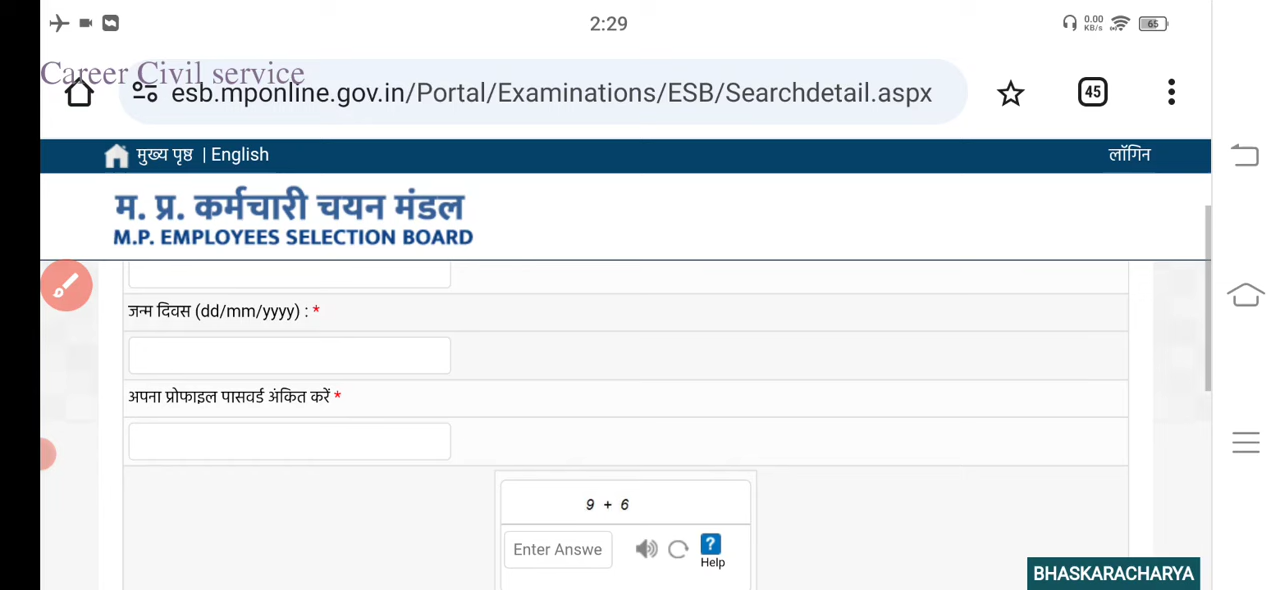 2:29
0.00
KB/s
65
Career Civil service
esb.mponline.gov.in/Portal/Examinations/ESB/Searchdetail.aspx
45
मुख्य पृष्ठ | English
लॉगिन
म. प्र. कर्मचारी चयन मंडल
M.P. EMPLOYEES SELECTION BOARD
जन्म दिवस (dd/mm/yyyy) : *
अपना प्रोफाइल पासवर्ड अंकित करें *
9 + 6
Enter Answe
?
Help
BHASKARACHARYA